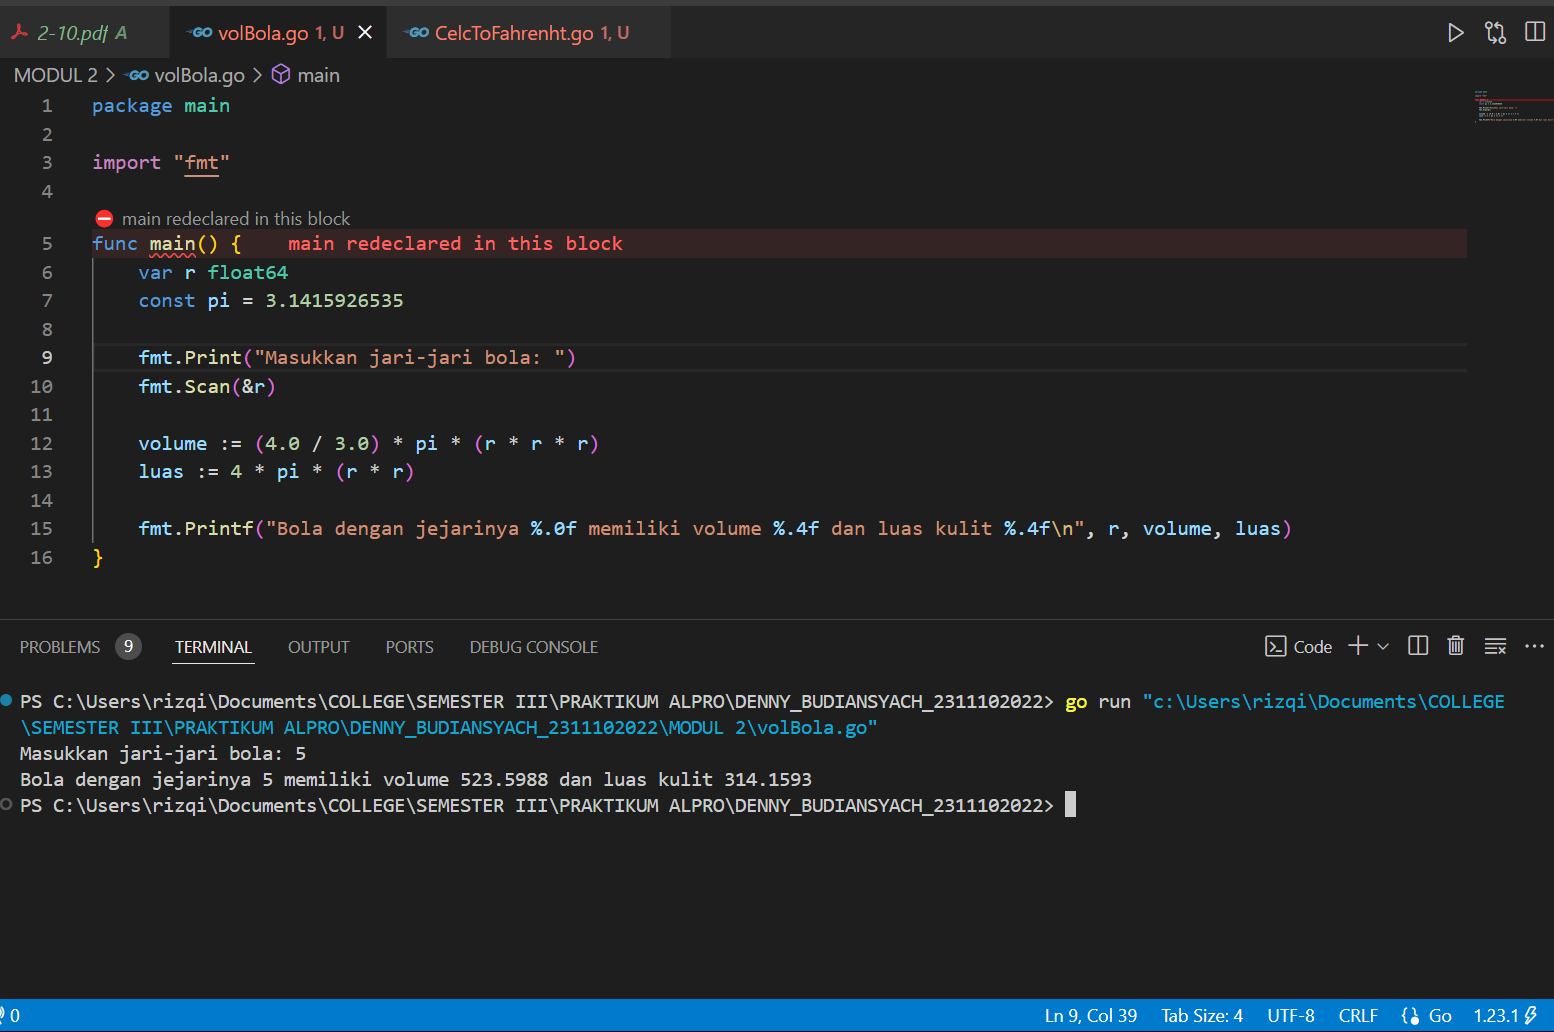 2-10.pdf A
GO volBola.go 1, U
GO CelcToFahrenht.go 1, U
MODUL 2 > GO volBola.go > main
1 package main
2
3 import "fmt"
4
main redeclared in this block
5 func main() { main redeclared in this block
6 var r float64
7 const pi = 3.1415926535
8
9 fmt.Print("Masukkan jari-jari bola: ")
10 fmt.Scan(&r)
11
12 volume := (4.0 / 3.0) * pi * (r * r * r)
13 luas := 4 * pi * (r * r)
14
15 fmt.Printf("Bola dengan jejarinya %.0f memiliki volume %.4f dan luas kulit %.4f\n", r, volume, luas)
16 }
PROBLEMS 9 TERMINAL OUTPUT PORTS DEBUG CONSOLE Code
PS C:\Users\rizqi\Documents\COLLEGE\SEMESTER III\PRAKTIKUM ALPRO\DENNY_BUDIANSYACH_2311102022> go run "c:\Users\rizqi\Documents\COLLEGE
\SEMESTER III\PRAKTIKUM ALPRO\DENNY_BUDIANSYACH_2311102022\MODUL 2\volBola.go"
Masukkan jari-jari bola: 5
Bola dengan jejarinya 5 memiliki volume 523.5988 dan luas kulit 314.1593
PS C:\Users\rizqi\Documents\COLLEGE\SEMESTER III\PRAKTIKUM ALPRO\DENNY_BUDIANSYACH_2311102022>
0 Ln 9, Col 39 Tab Size: 4 UTF-8 CRLF Go 1.23.1